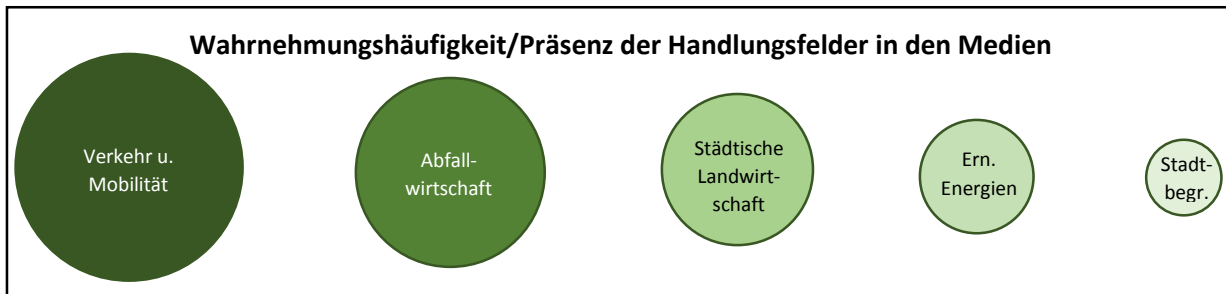 Wahrnehmungshäufigkeit/Präsenz der Handlungsfelder in den Medien
Verkehr u.
Mobilität
Abfall-
wirtschaft
Städtische
Landwirt-
schaft
Ern.
Energien
Stadt-
begr.